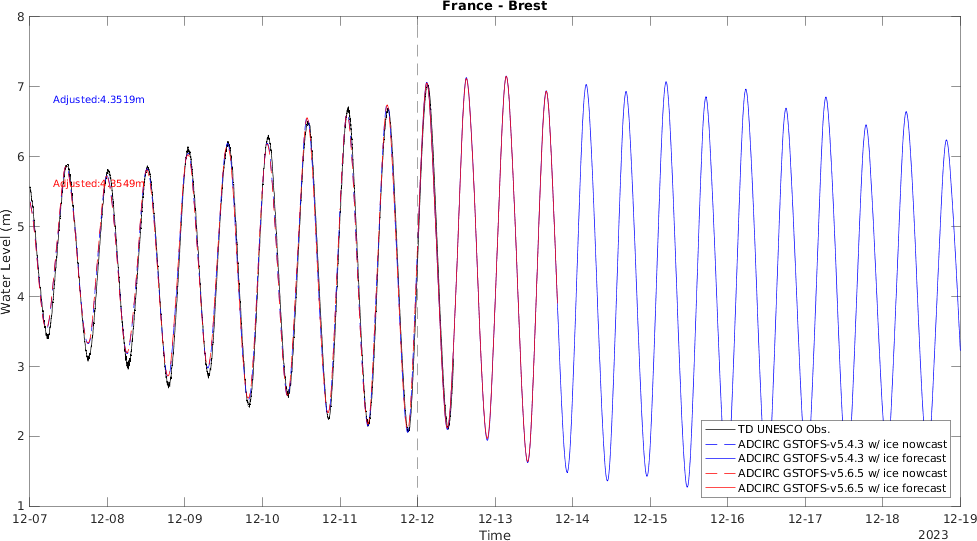 France - Brest
8
7
6
5
4
3
2
1
Water Level (m)
Adjusted:4.3519m
Adjusted:4.3549m
TD UNESCO Obs.
ADCIRC GSTOFS-v5.4.3 w/ ice nowcast
ADCIRC GSTOFS-v5.4.3 w/ ice forecast
ADCIRC GSTOFS-v5.6.5 w/ ice nowcast
ADCIRC GSTOFS-v5.6.5 w/ ice forecast
12-07 12-08 12-09 12-10 12-11 12-12 12-13 12-14 12-15 12-16 12-17 12-18 12-19
Time
2023